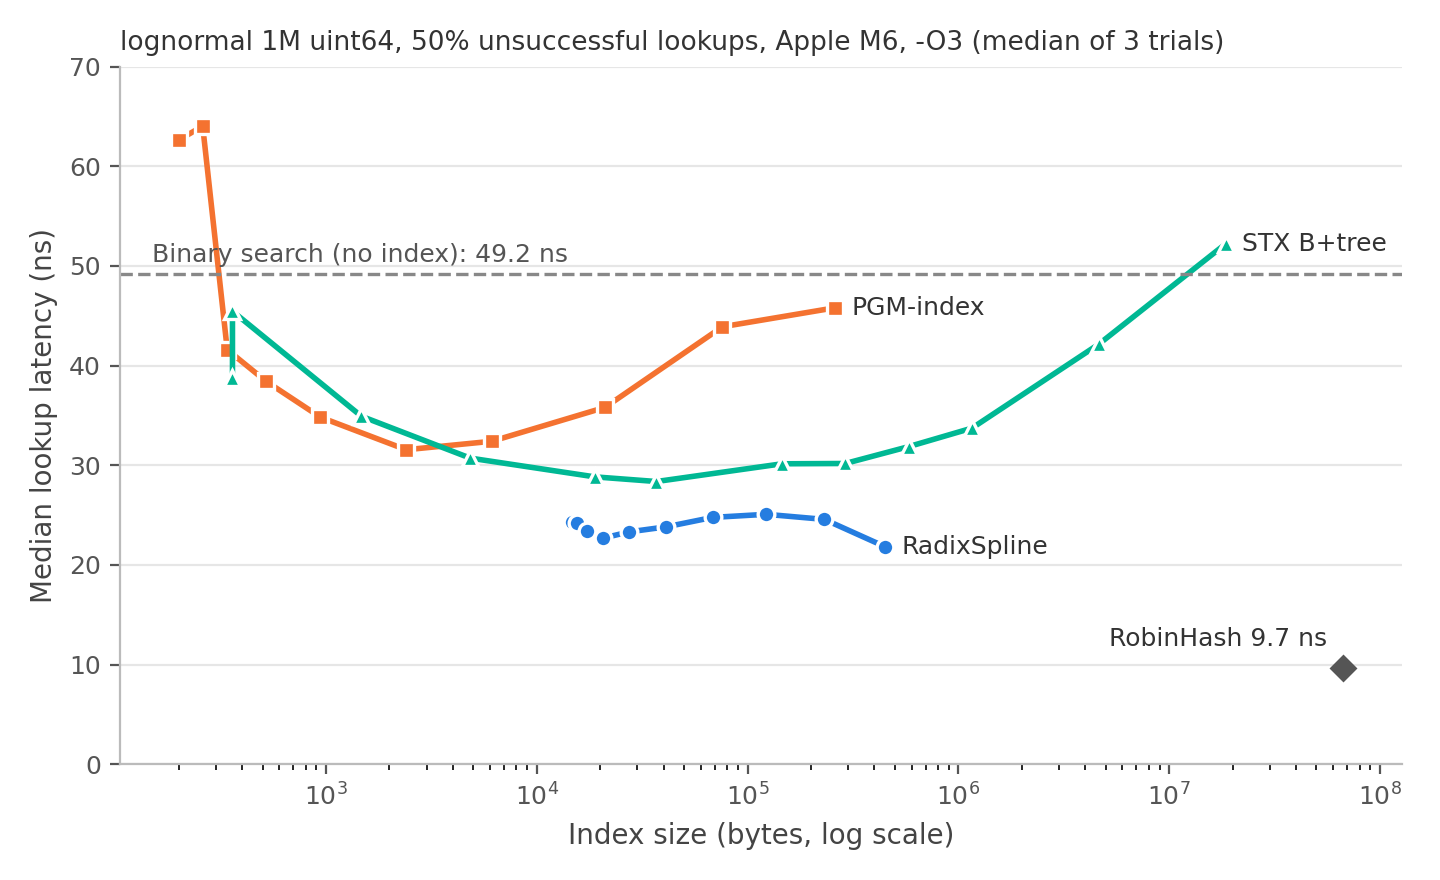 lognormal 1M uint64, 50% unsuccessful lookups, Apple M6, -O3 (median of 3 trials)
70
60
50
40
30
20
10
0
Median lookup latency (ns)
Binary search (no index): 49.2 ns
STX B+tree
PGM-index
RadixSpline
RobinHash 9.7 ns
10³
10⁴
10⁵
10⁶
10⁷
10⁸
Index size (bytes, log scale)